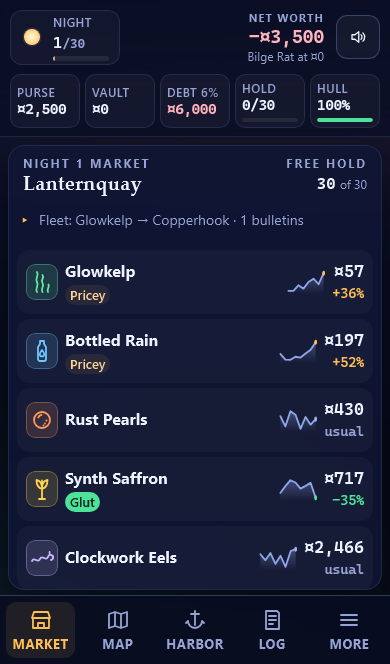 NIGHT
1/30
NET WORTH
−¤3,500
Bilge Rat at ¤0
PURSE
¤2,500
VAULT
¤0
DEBT 6%
¤6,000
HOLD
0/30
HULL
100%
NIGHT 1 MARKET
Lanternquay
FREE HOLD
30 of 30
▸ Fleet: Glowkelp → Copperhook · 1 bulletins
Glowkelp
Pricey
¤57
+36%
Bottled Rain
Pricey
¤197
+52%
Rust Pearls
¤430
usual
Synth Saffron
Glut
¤717
−35%
Clockwork Eels
¤2,466
usual
MARKET
MAP
HARBOR
LOG
MORE